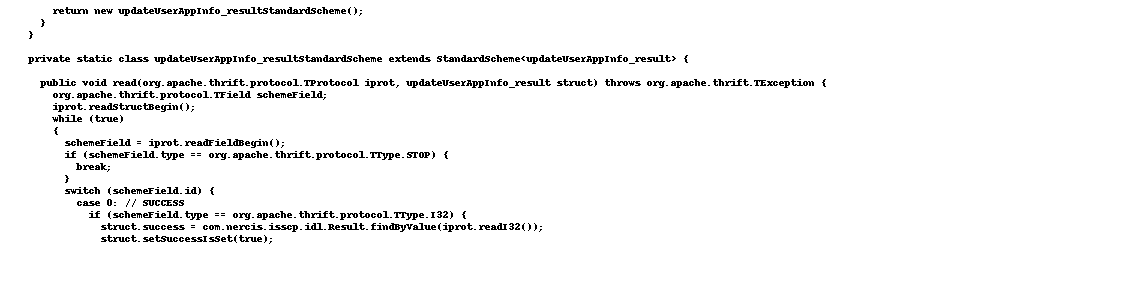 return new updateUserAppInfo_resultStandardScheme();
}
}
private static class updateUserAppInfo_resultStandardScheme extends StandardScheme<updateUserAppInfo_result> {
public void read(org.apache.thrift.protocol.TProtocol iprot, updateUserAppInfo_result struct) throws org.apache.thrift.TException {
org.apache.thrift.protocol.TField schemeField;
iprot.readStructBegin();
while (true)
{
schemeField = iprot.readFieldBegin();
if (schemeField.type == org.apache.thrift.protocol.TType.STOP) {
break;
}
switch (schemeField.id) {
case 0: // SUCCESS
if (schemeField.type == org.apache.thrift.protocol.TType.I32) {
struct.success = com.nercis.isscp.idl.Result.findByValue(iprot.readI32());
struct.setSuccessIsSet(true);